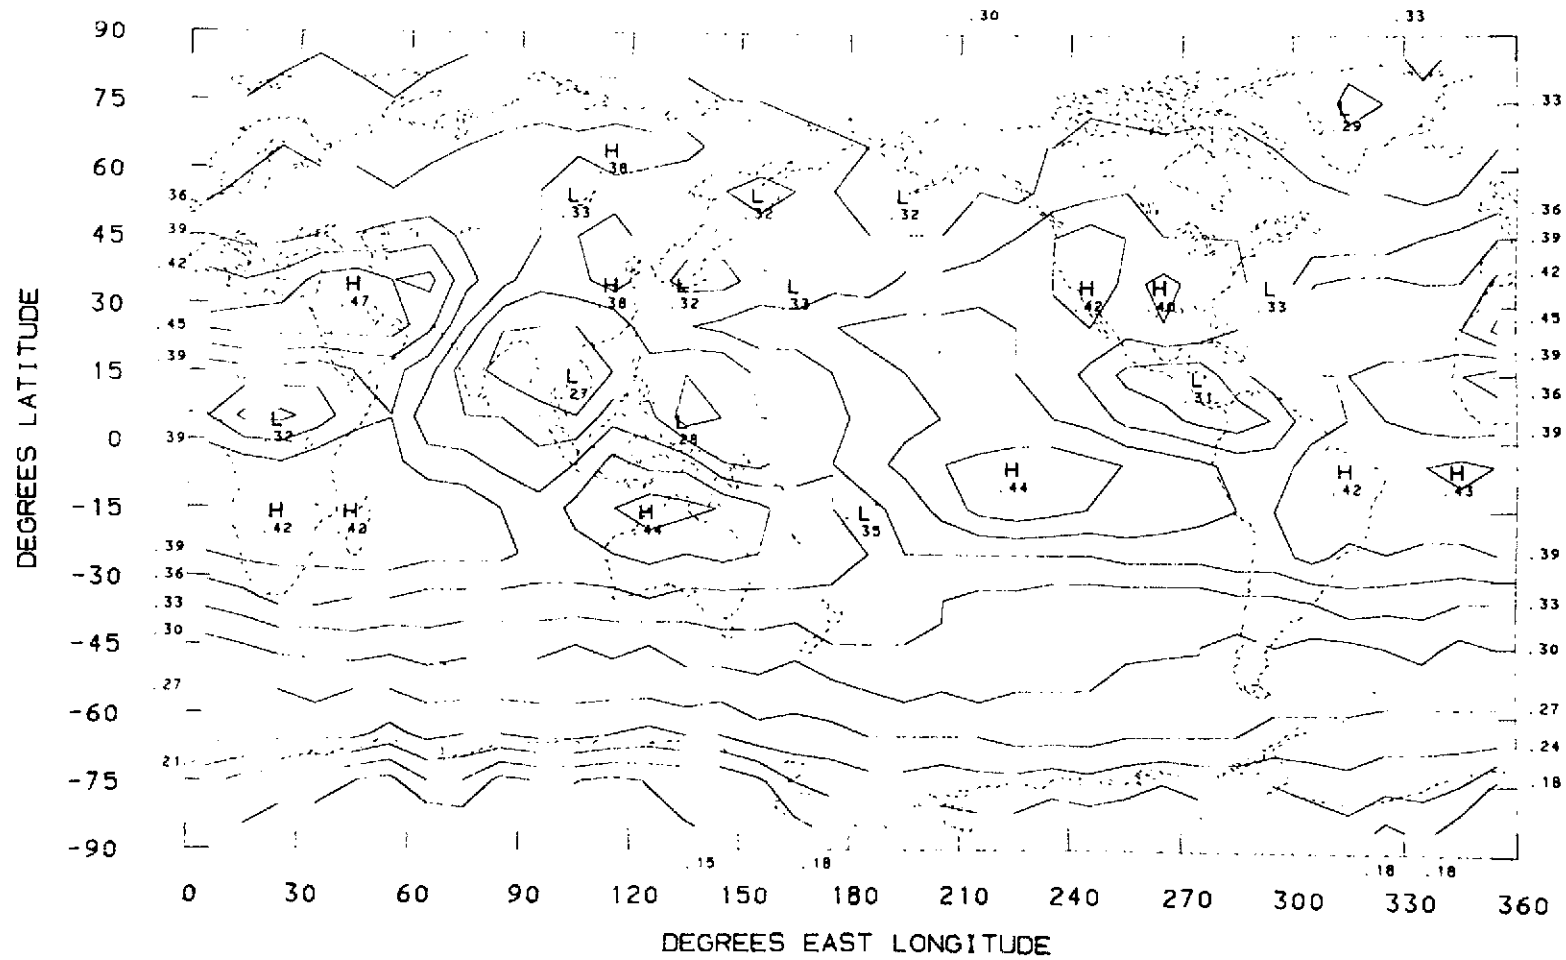 .30 .33
90
75 .33
L
.29
60 H
.38
.36 L L L .36
.33 .32 .32
45 .39 .39
.42 .42
H H L L H H L
.47 .38 .32 .33 .42 .40 .33
30
.45 .45
.39 .39
15 L L
.27 .31
.36
L L
.32 .28
0 .39 .39
H H H
.44 .42 .43
-15 H H H L
.42 .42 .44 .35
.39 .39
-30 .36
.33 .33
-45 .30 .30
.27
-60 .27
.24
.21
-75 .18
-90
.15 .18 .18 .18
0 30 60 90 120 150 180 210 240 270 300 330 360
DEGREES EAST LONGITUDE
DEGREES LATITUDE